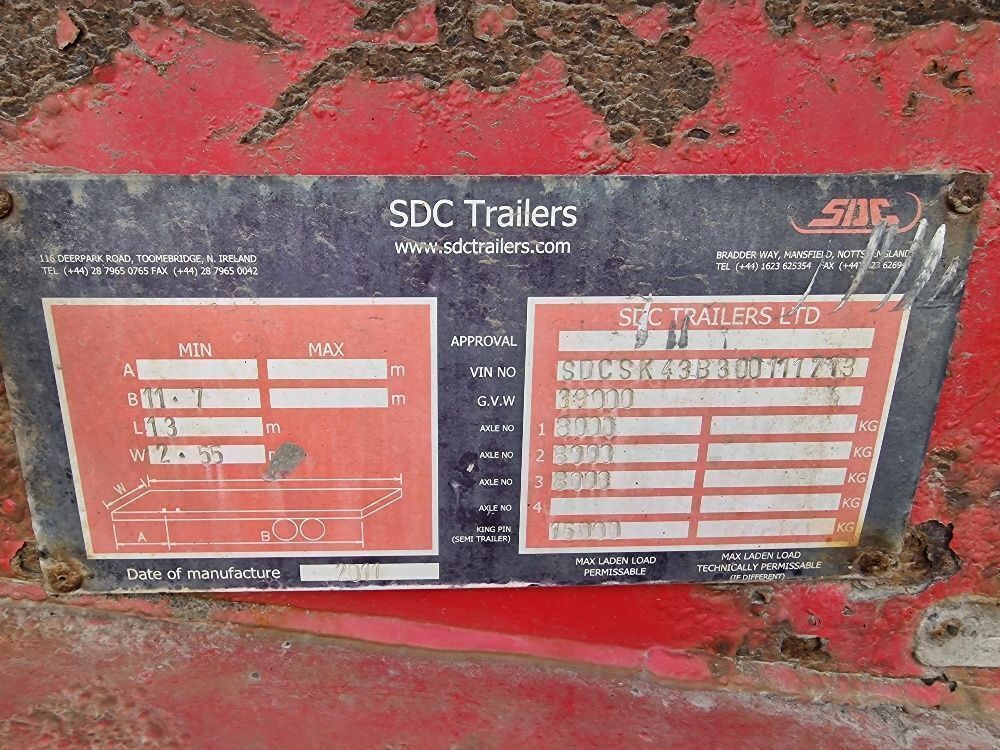 SDC Trailers
www.sdctrailers.com
SDC
116 DEERPARK ROAD, TOOMEBRIDGE, N. IRELAND
TEL (+44) 28 7965 0765 FAX (+44) 28 7965 0042
BRADDER WAY, MANSFIELD, NOTTS ENGLAND
TEL (+44) 1623 625354 FAX
MIN MAX
A m
B 11.7 m
L 13 m
W 2.55
W
A B
Date of manufacture 2011
SDC TRAILERS LTD
APPROVAL
VIN NO SDCSK43B300111713
G.V.W 39000
AXLE NO 1 8000 KG
AXLE NO 2 8000 KG
AXLE NO 3 8000 KG
AXLE NO 4 KG
KING PIN
(SEMI TRAILER) 15000 KG
MAX LADEN LOAD
PERMISSABLE
MAX LADEN LOAD
TECHNICALLY PERMISSABLE
(IF DIFFERENT)